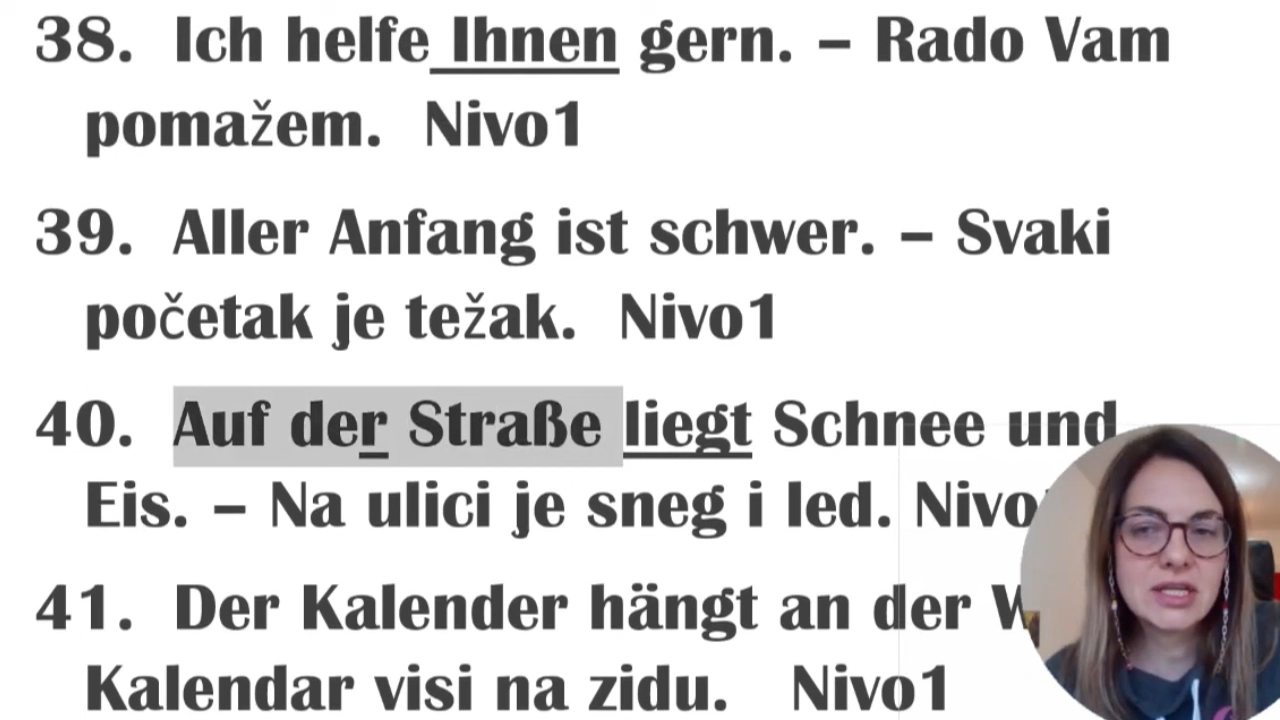 38. Ich helfe Ihnen gern. – Rado Vam
pomažem. Nivo1
39. Aller Anfang ist schwer. – Svaki
početak je težak. Nivo1
40. Auf der Straße liegt Schnee und
Eis. – Na ulici je sneg i led.
41. Der Kalender hängt an der
Kalendar visi na zidu. Nivo1